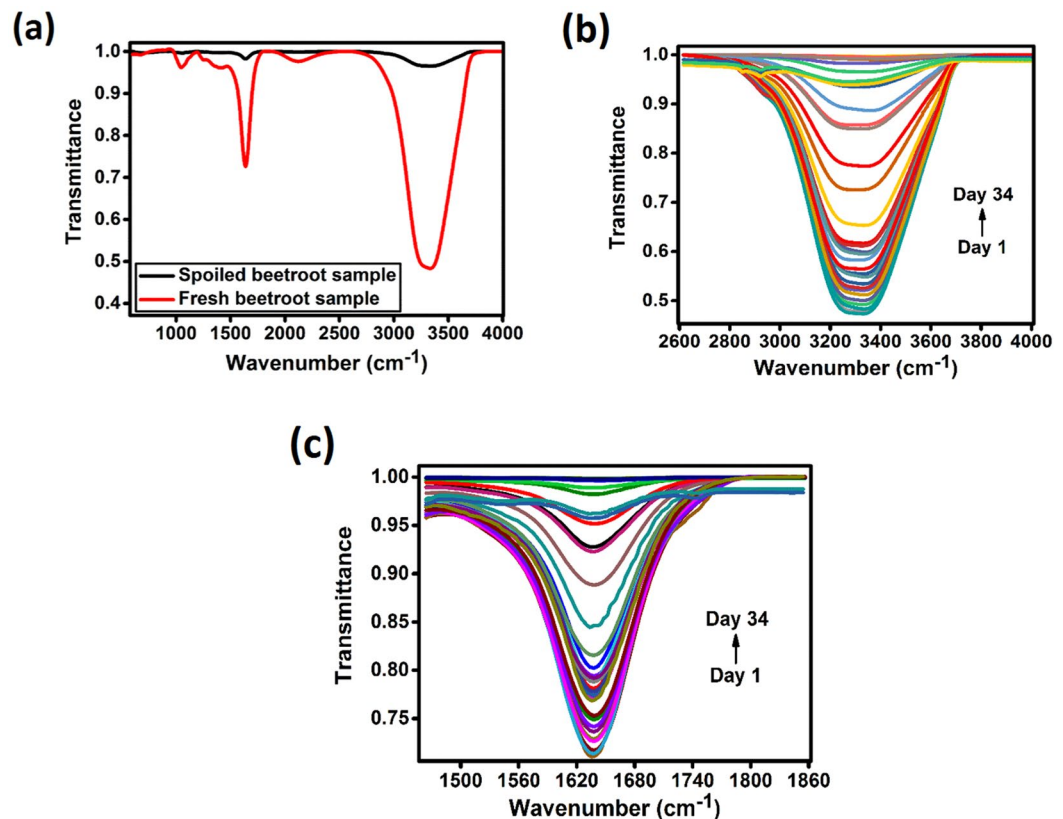 (a)
Transmittance
1.0
0.9
0.8
0.7
0.6
0.5
0.4
Spoiled beetroot sample
Fresh beetroot sample
1000 1500 2000 2500 3000 3500 4000
Wavenumber (cm-1)
(b)
Transmittance
1.0
0.9
0.8
0.7
0.6
0.5
Day 34
Day 1
2600 2800 3000 3200 3400 3600 3800 4000
Wavenumber (cm-1)
(c)
Transmittance
1.00
0.95
0.90
0.85
0.80
0.75
Day 34
Day 1
1500 1560 1620 1680 1740 1800 1860
Wavenumber (cm-1)